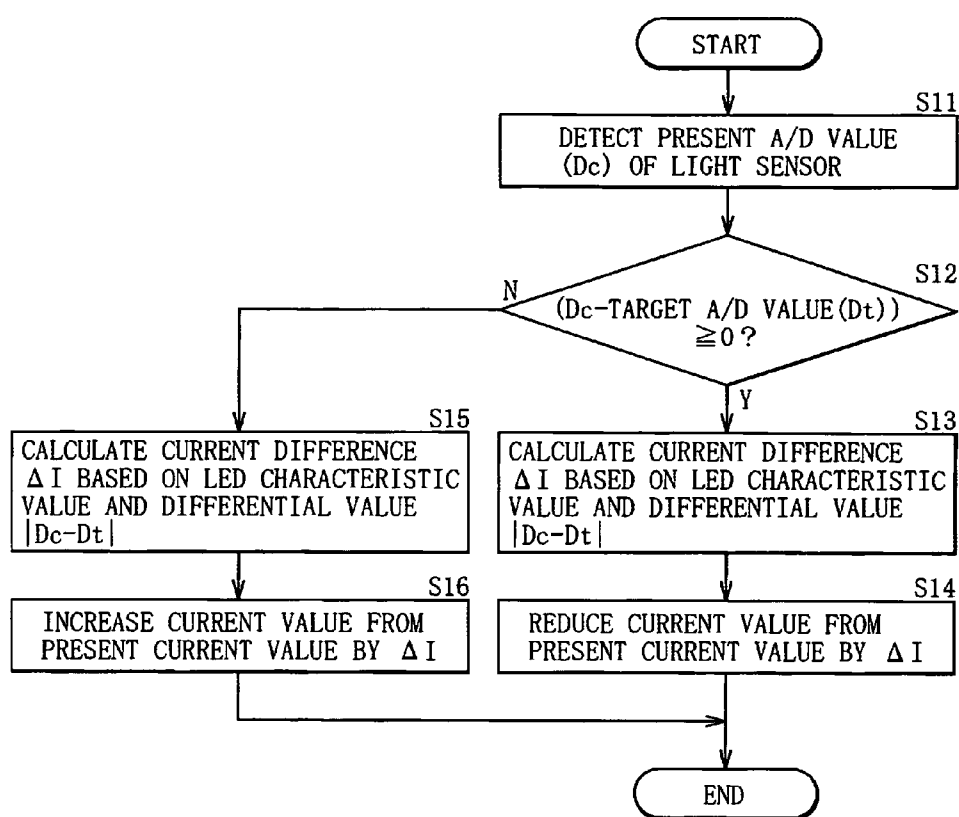 START
S11
DETECT PRESENT A/D VALUE
(Dc) OF LIGHT SENSOR
S12
N
(Dc-TARGET A/D VALUE(Dt))
≧0?
Y
S15
CALCULATE CURRENT DIFFERENCE
ΔI BASED ON LED CHARACTERISTIC
VALUE AND DIFFERENTIAL VALUE
|Dc-Dt|
S13
CALCULATE CURRENT DIFFERENCE
ΔI BASED ON LED CHARACTERISTIC
VALUE AND DIFFERENTIAL VALUE
|Dc-Dt|
S16
INCREASE CURRENT VALUE FROM
PRESENT CURRENT VALUE BY ΔI
S14
REDUCE CURRENT VALUE FROM
PRESENT CURRENT VALUE BY ΔI
END